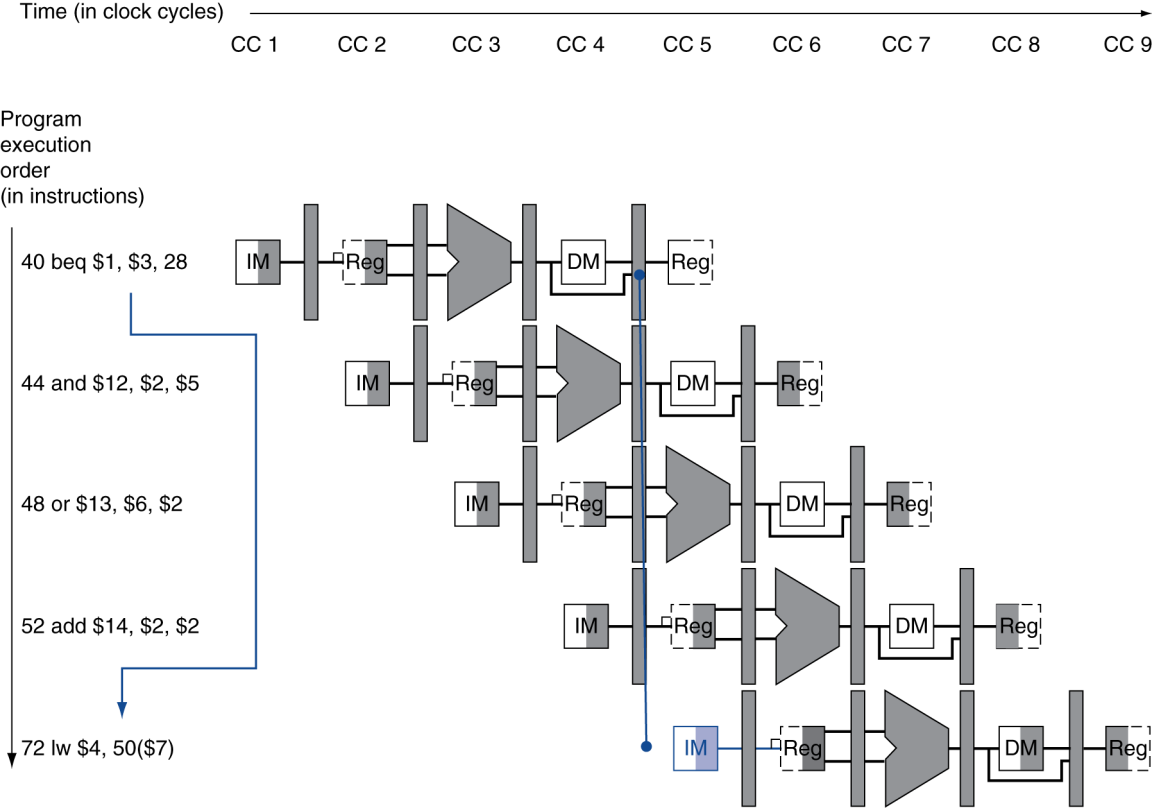 Time (in clock cycles)
CC 1 CC 2 CC 3 CC 4 CC 5 CC 6 CC 7 CC 8 CC 9
Program
execution
order
(in instructions)
40 beq $1, $3, 28
IM Reg DM Reg
44 and $12, $2, $5
IM Reg DM Reg
48 or $13, $6, $2
IM Reg DM Reg
52 add $14, $2, $2
IM Reg DM Reg
72 lw $4, 50($7)
IM Reg DM Reg